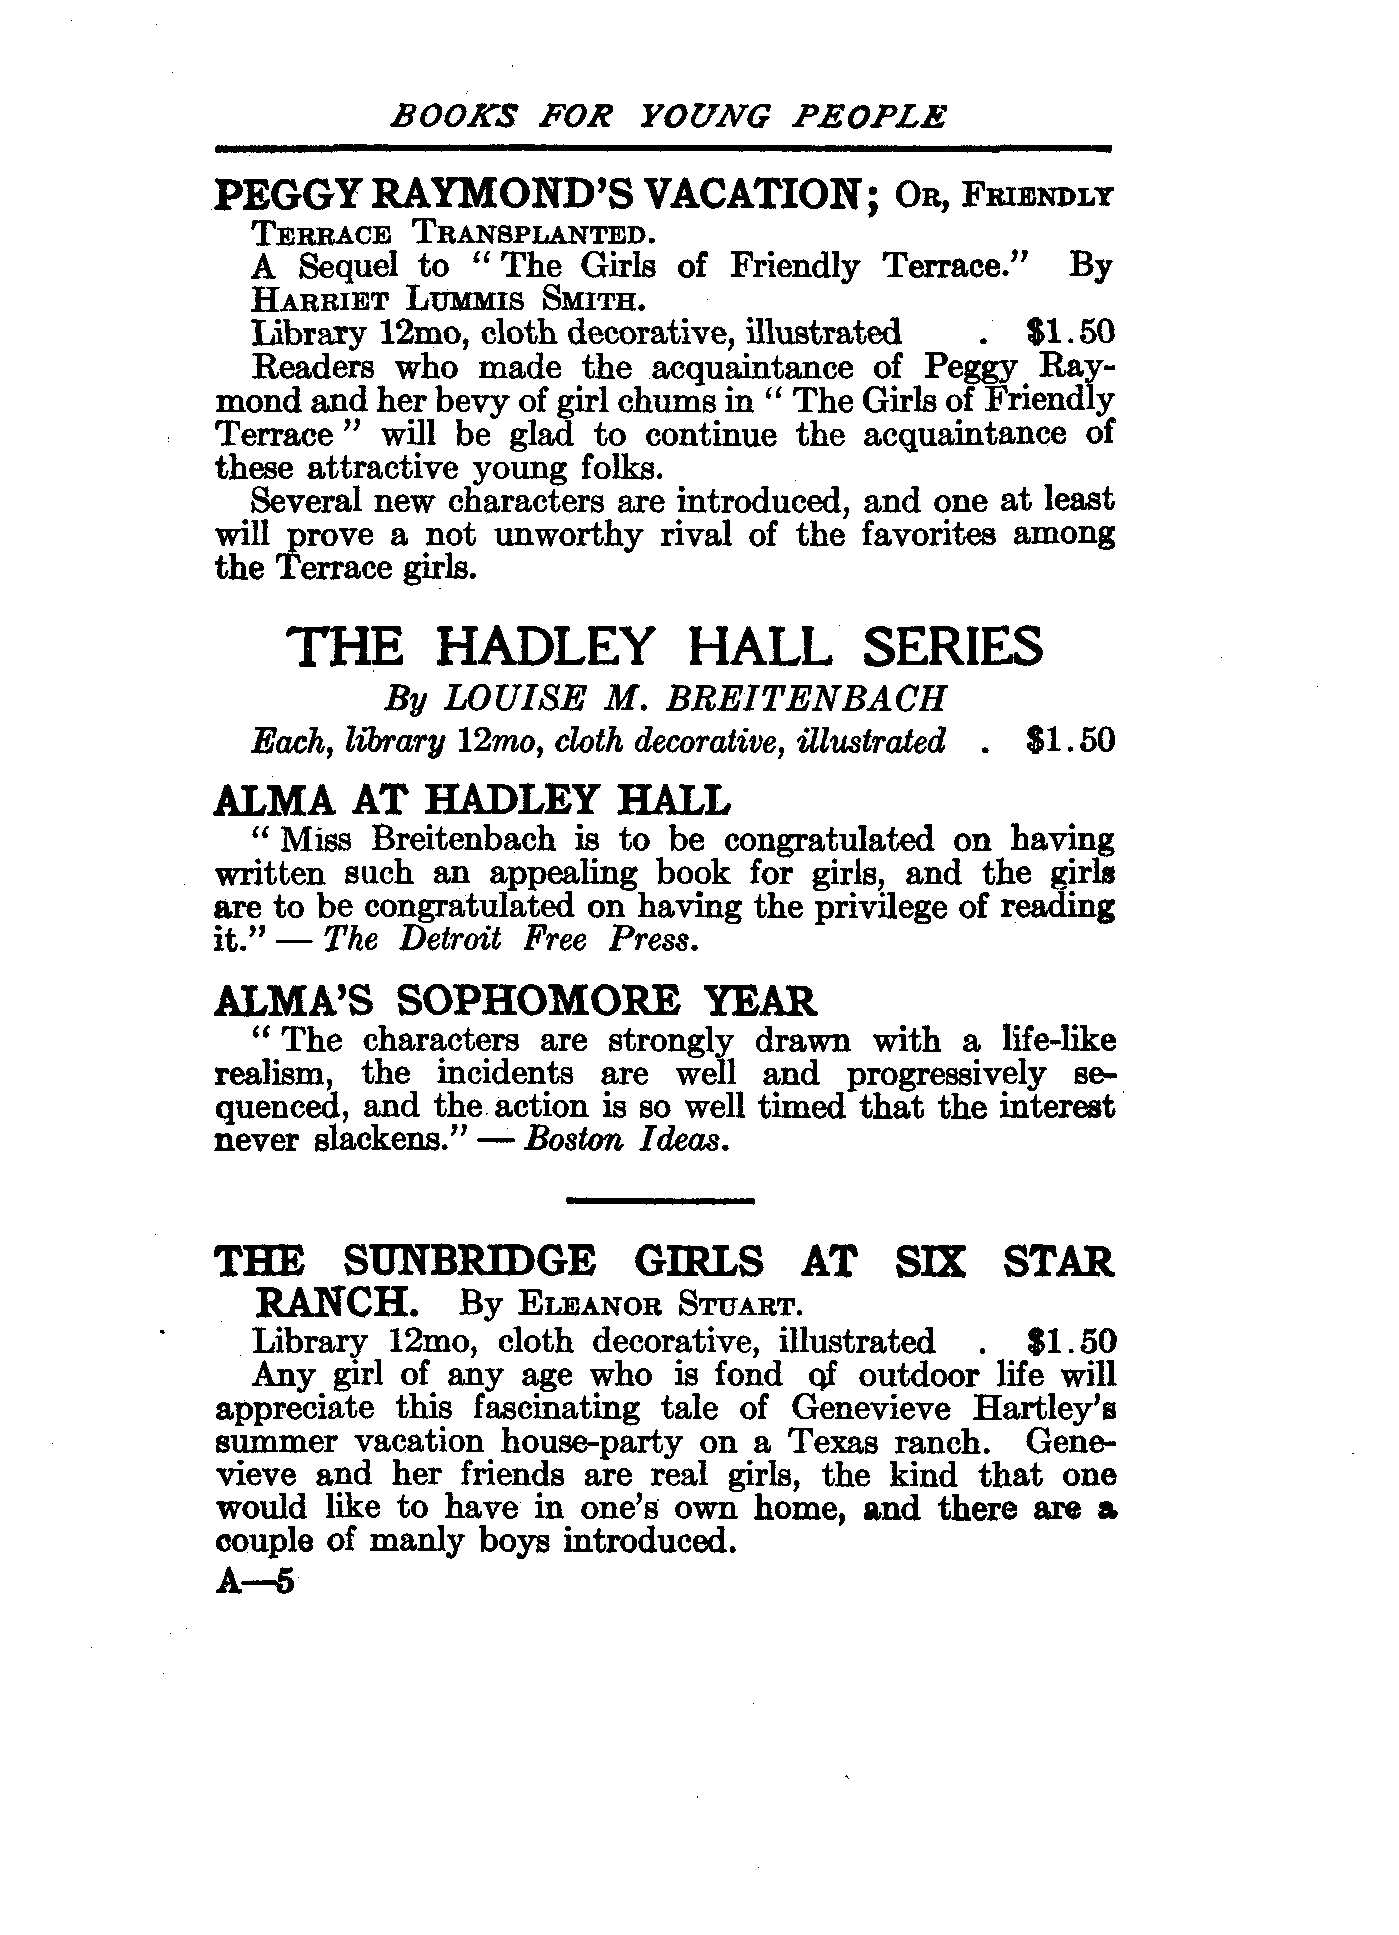 BOOKS FOR YOUNG PEOPLE
PEGGY RAYMOND'S VACATION; OR, FRIENDLY
TERRACE TRANSPLANTED.
A Sequel to “ The Girls of Friendly Terrace.” By
HARRIET LUMMIS SMITH.
Library 12mo, cloth decorative, illustrated . $1.50
Readers who made the acquaintance of Peggy Ray-
mond and her bevy of girl chums in “ The Girls of Friendly
Terrace ” will be glad to continue the acquaintance of
these attractive young folks.
Several new characters are introduced, and one at least
will prove a not unworthy rival of the favorites among
the Terrace girls.
THE HADLEY HALL SERIES
By LOUISE M. BREITENBACH
Each, library 12mo, cloth decorative, illustrated . $1.50
ALMA AT HADLEY HALL
“ Miss Breitenbach is to be congratulated on having
written such an appealing book for girls, and the girls
are to be congratulated on having the privilege of reading
it.” — The Detroit Free Press.
ALMA'S SOPHOMORE YEAR
“ The characters are strongly drawn with a life-like
realism, the incidents are well and progressively se-
quenced, and the action is so well timed that the interest
never slackens.” — Boston Ideas.
THE SUNBRIDGE GIRLS AT SIX STAR
RANCH. By ELEANOR STUART.
Library 12mo, cloth decorative, illustrated . $1.50
Any girl of any age who is fond of outdoor life will
appreciate this fascinating tale of Genevieve Hartley's
summer vacation house-party on a Texas ranch. Gene-
vieve and her friends are real girls, the kind that one
would like to have in one's own home, and there are a
couple of manly boys introduced.
A—5